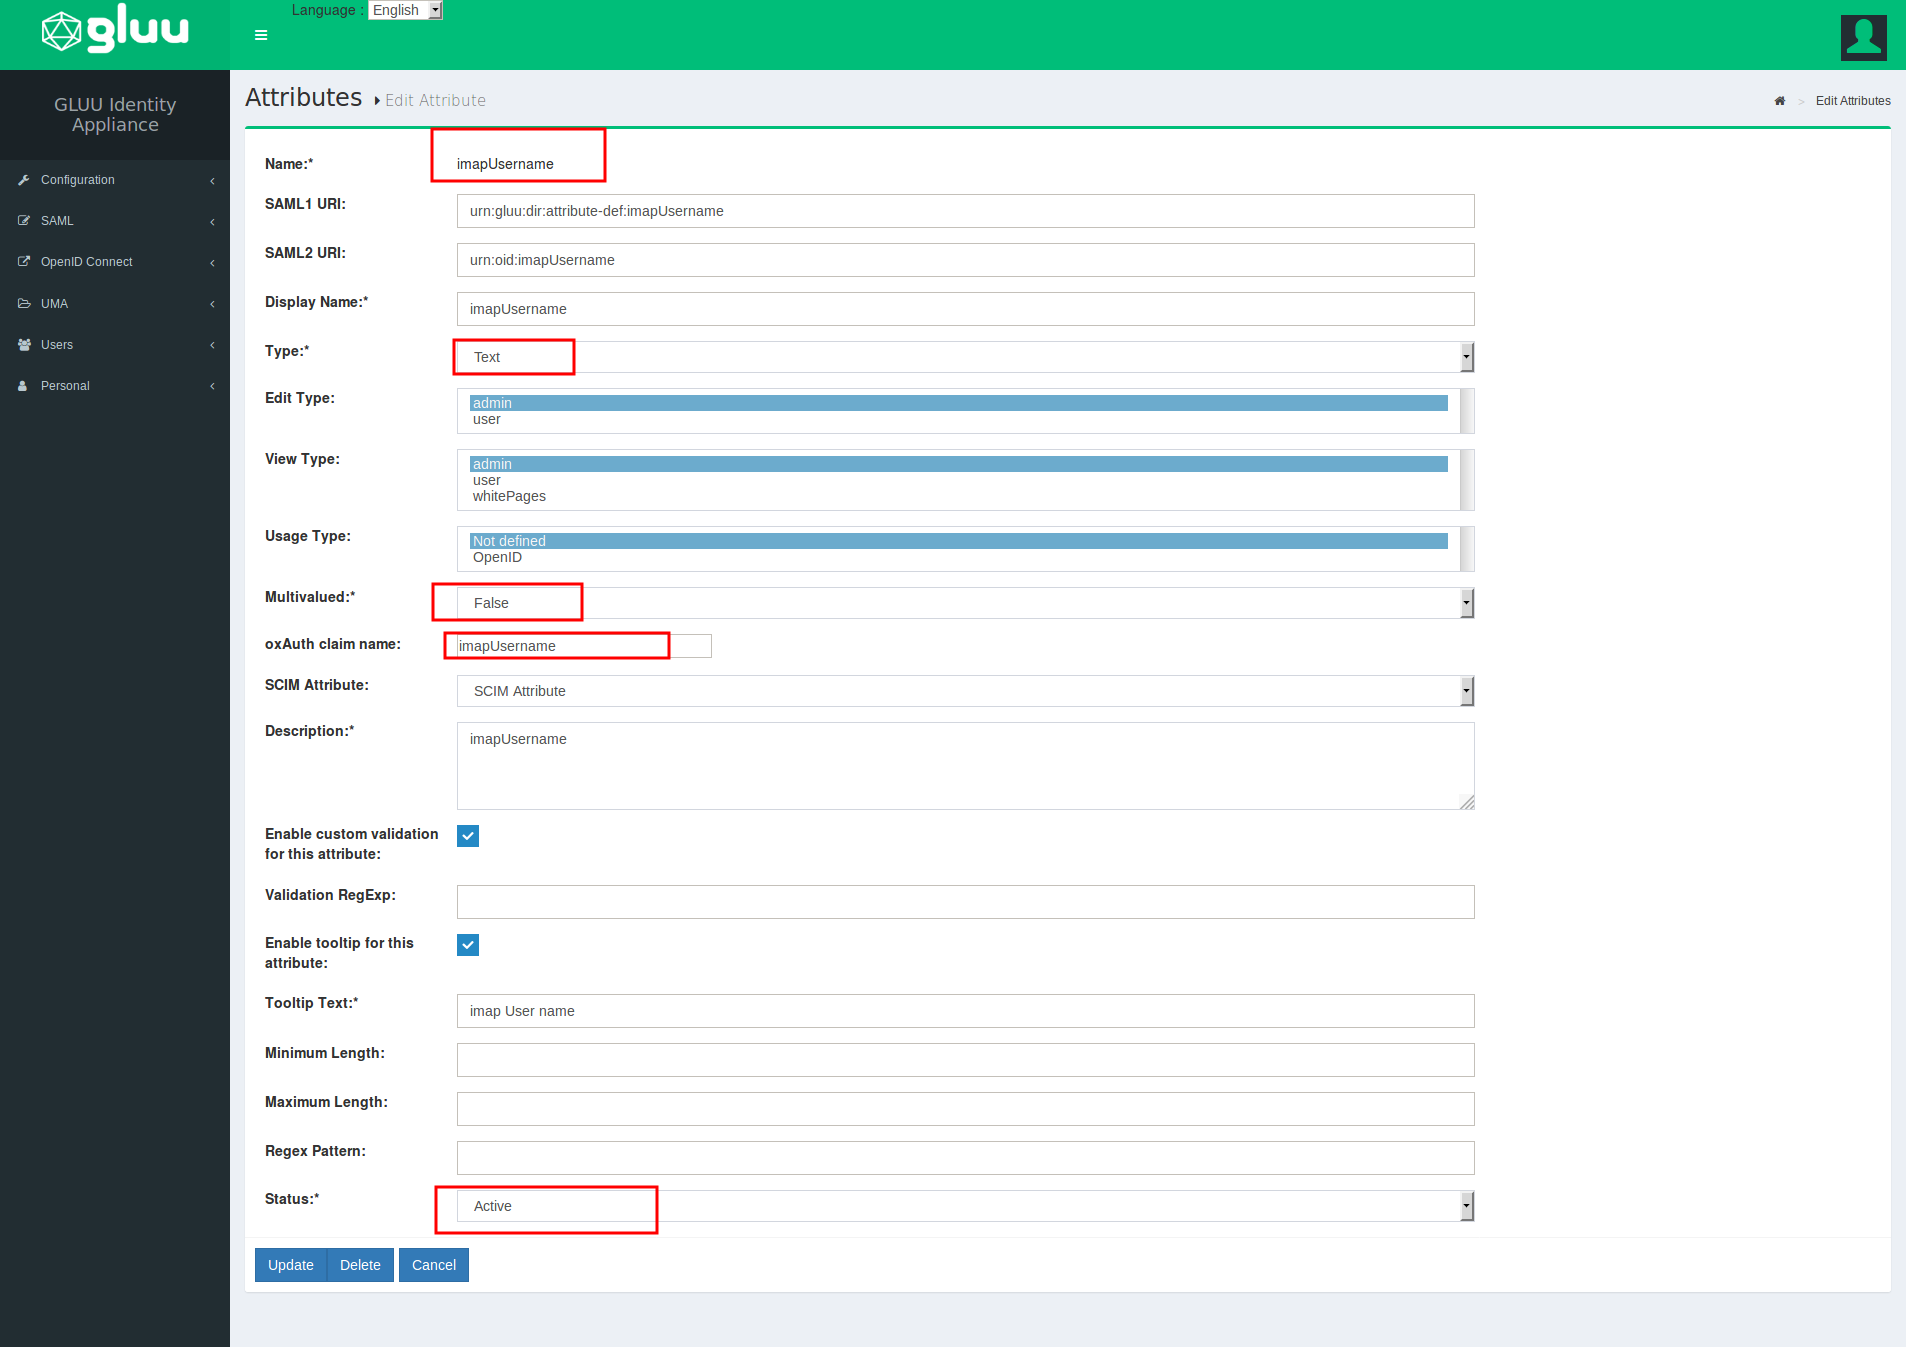 gluu
Language : English
GLUU Identity
Appliance
Configuration
SAML
OpenID Connect
UMA
Users
Personal
Attributes Edit Attribute
> Edit Attributes
Name:* imapUsername
SAML1 URI: urn:gluu:dir:attribute-def:imapUsername
SAML2 URI: urn:oid:imapUsername
Display Name:* imapUsername
Type:* Text
Edit Type: admin
user
View Type: admin
user
whitePages
Usage Type: Not defined
OpenID
Multivalued:* False
oxAuth claim name: imapUsername
SCIM Attribute: SCIM Attribute
Description:* imapUsername
Enable custom validation
for this attribute:
Validation RegExp:
Enable tooltip for this
attribute:
Tooltip Text:* imap User name
Minimum Length:
Maximum Length:
Regex Pattern:
Status:* Active
Update Delete Cancel